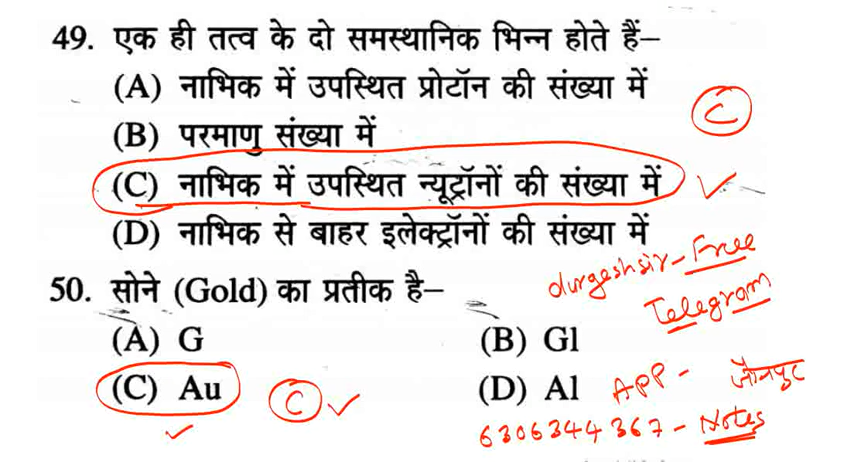 49. एक ही तत्व के दो समस्थानिक भिन्न होते हैं–
(A) नाभिक में उपस्थित प्रोटॉन की संख्या में
(B) परमाणु संख्या में
C
(C) नाभिक में उपस्थित न्यूट्रॉनों की संख्या में
(D) नाभिक से बाहर इलेक्ट्रॉनों की संख्या में
durgeshsir - Free
Telegram
50. सोने (Gold) का प्रतीक है–
(A) G (B) Gl
(C) Au (D) Al
C
APP - जौनपुर
6306344367 - Notes